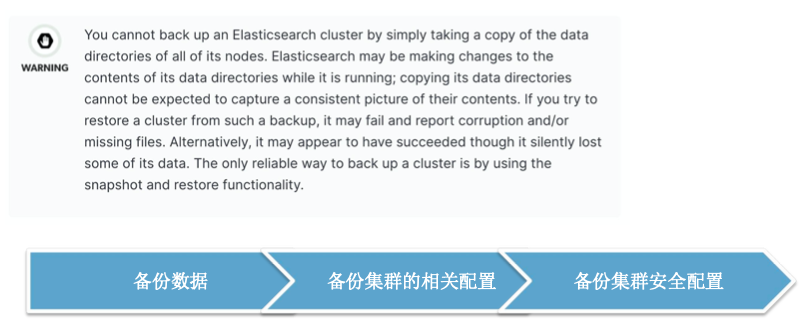 You cannot back up an Elasticsearch cluster by simply taking a copy of the data
directories of all of its nodes. Elasticsearch may be making changes to the
WARNING
contents of its data directories while it is running; copying its data directories
cannot be expected to capture a consistent picture of their contents. If you try to
restore a cluster from such a backup, it may fail and report corruption and/or
missing files. Alternatively, it may appear to have succeeded though it silently lost
some of its data. The only reliable way to back up a cluster is by using the
snapshot and restore functionality.
备份数据
备份集群的相关配置
备份集群安全配置